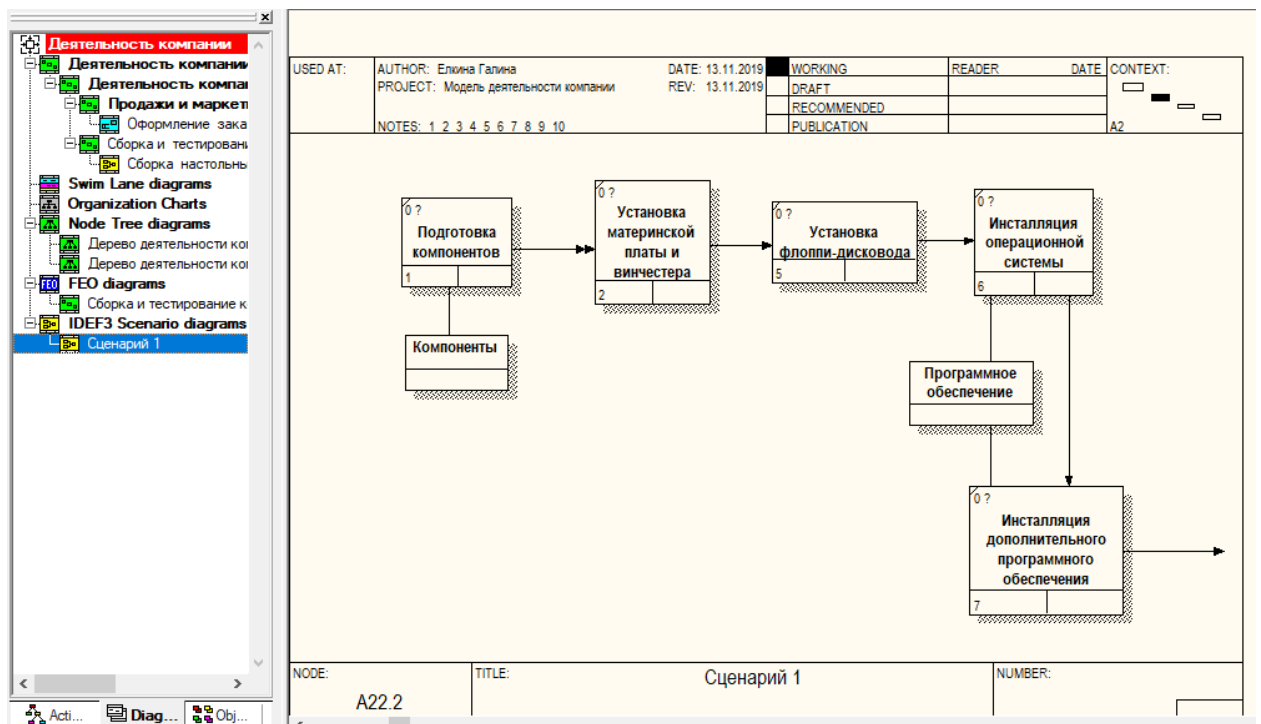 Деятельность компании
Деятельность компании
Деятельность компа
Продажи и маркет
Оформление зака
Сборка и тестировани
Сборка настольны
Swim Lane diagrams
Organization Charts
Node Tree diagrams
Дерево деятельности ко
Дерево деятельности ко
FEO
FEO diagrams
Сборка и тестирование к
IDEF3 Scenario diagrams
Сценарий 1
Acti...
Diag...
Obj...
USED AT:
AUTHOR: Елкина Галина
DATE: 13.11.2019
PROJECT: Модель деятельности компании
REV: 13.11.2019
NOTES: 1 2 3 4 5 6 7 8 9 10
WORKING
DRAFT
RECOMMENDED
PUBLICATION
READER
DATE
CONTEXT:
A2
0 ?
Подготовка
компонентов
1
Компоненты
0 ?
Установка
материнской
платы и
винчестера
2
0 ?
Установка
флоппи-дисковода
5
0 ?
Инсталляция
операционной
системы
6
Программное
обеспечение
0 ?
Инсталляция
дополнительного
программного
обеспечения
7
NODE:
A22.2
TITLE:
Сценарий 1
NUMBER: